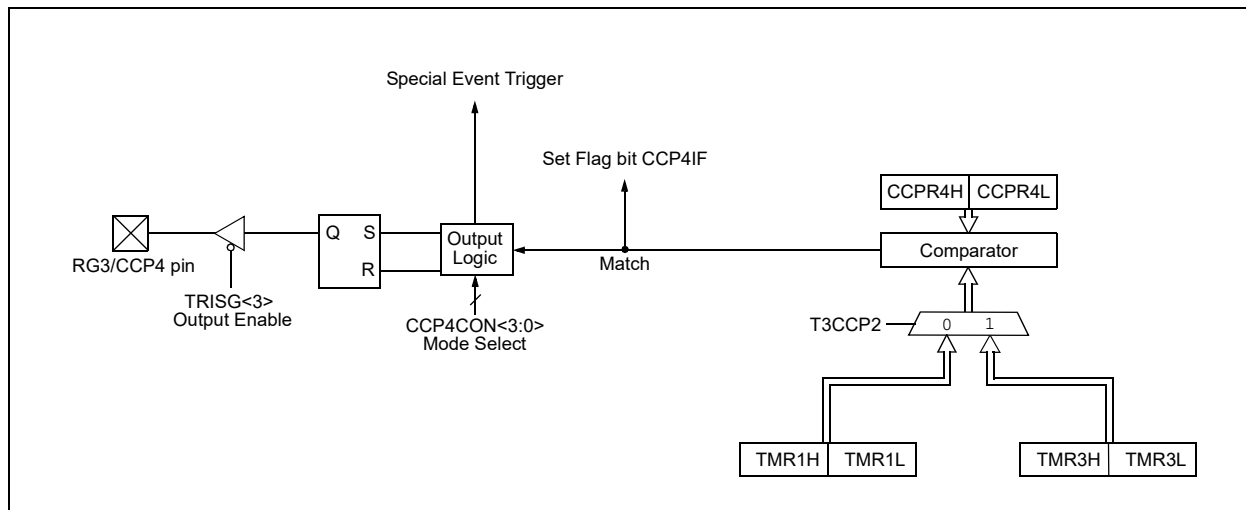 Special Event Trigger
Set Flag bit CCP4IF
CCPR4H CCPR4L
Q S
R
Output
Logic
Comparator
RG3/CCP4 pin
Match
TRISG<3>
Output Enable
CCP4CON<3:0>
Mode Select
T3CCP2
0 1
TMR1H TMR1L
TMR3H TMR3L